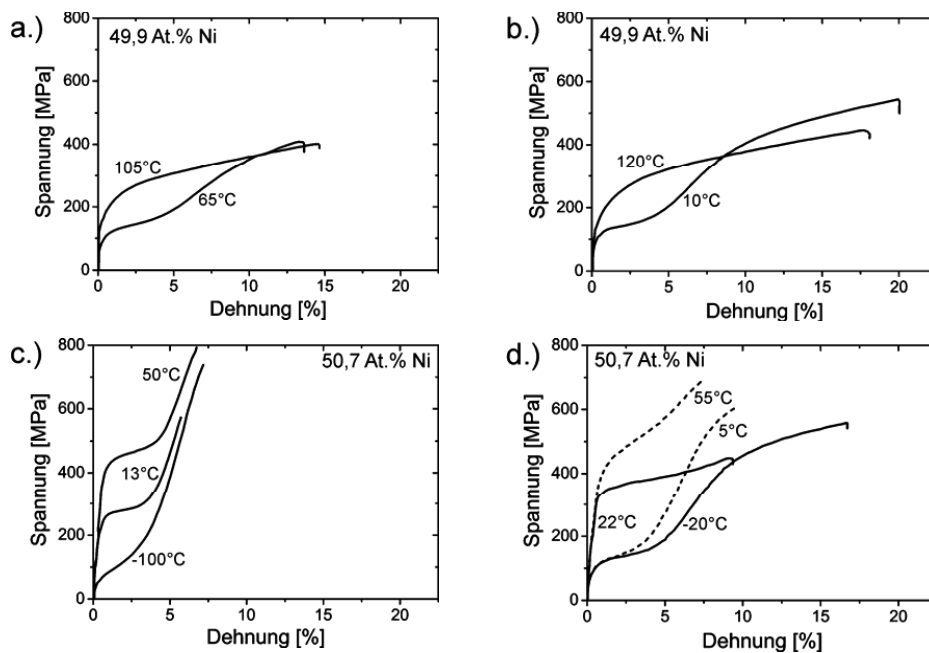 a.)
49,9 At.% Ni
Spannung [MPa]
800
600
400
200
0
105°C
65°C
0 5 10 15 20
Dehnung [%]
b.)
49,9 At.% Ni
Spannung [MPa]
800
600
400
200
0
120°C
10°C
0 5 10 15 20
Dehnung [%]
c.)
50,7 At.% Ni
Spannung [MPa]
800
600
400
200
0
50°C
13°C
-100°C
0 5 10 15 20
Dehnung [%]
d.)
50,7 At.% Ni
Spannung [MPa]
800
600
400
200
0
55°C
5°C
22°C
-20°C
0 5 10 15 20
Dehnung [%]